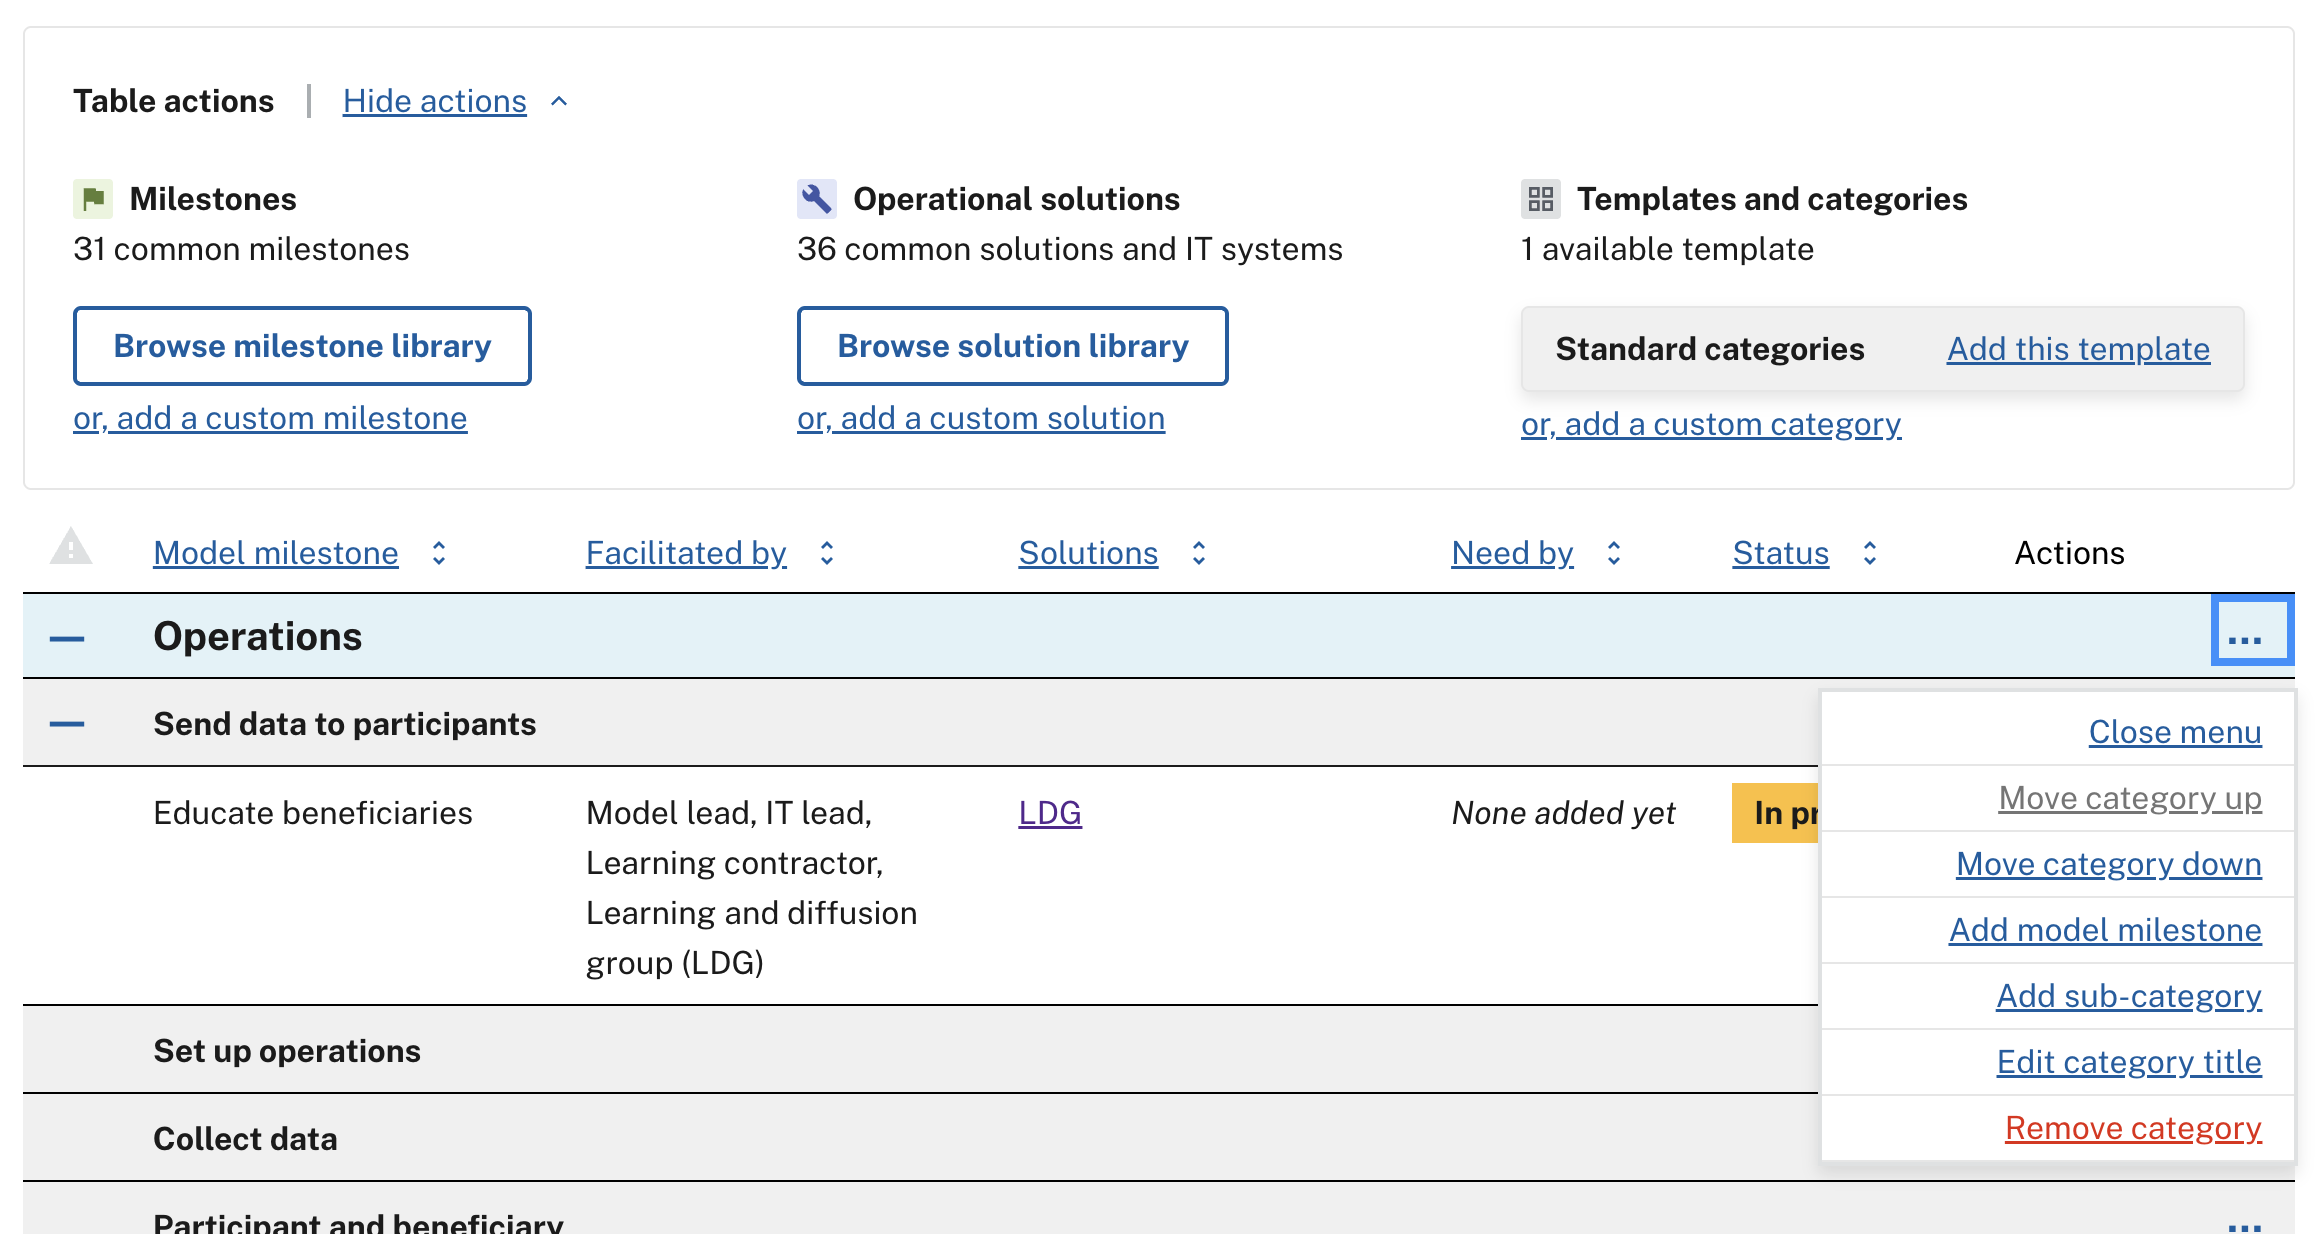 Table actions
Hide actions
Milestones
31 common milestones
Browse milestone library
or, add a custom milestone
Operational solutions
36 common solutions and IT systems
Browse solution library
or, add a custom solution
Templates and categories
1 available template
Standard categories
Add this template
or, add a custom category
Model milestone
Facilitated by
Solutions
Need by
Status
Actions
Operations
...
Send data to participants
Educate beneficiaries
Model lead, IT lead,
Learning contractor,
Learning and diffusion
group (LDG)
LDG
None added yet
In pr
Close menu
Move category up
Move category down
Add model milestone
Add sub-category
Edit category title
Remove category
Set up operations
Collect data
Participant and beneficiary
...